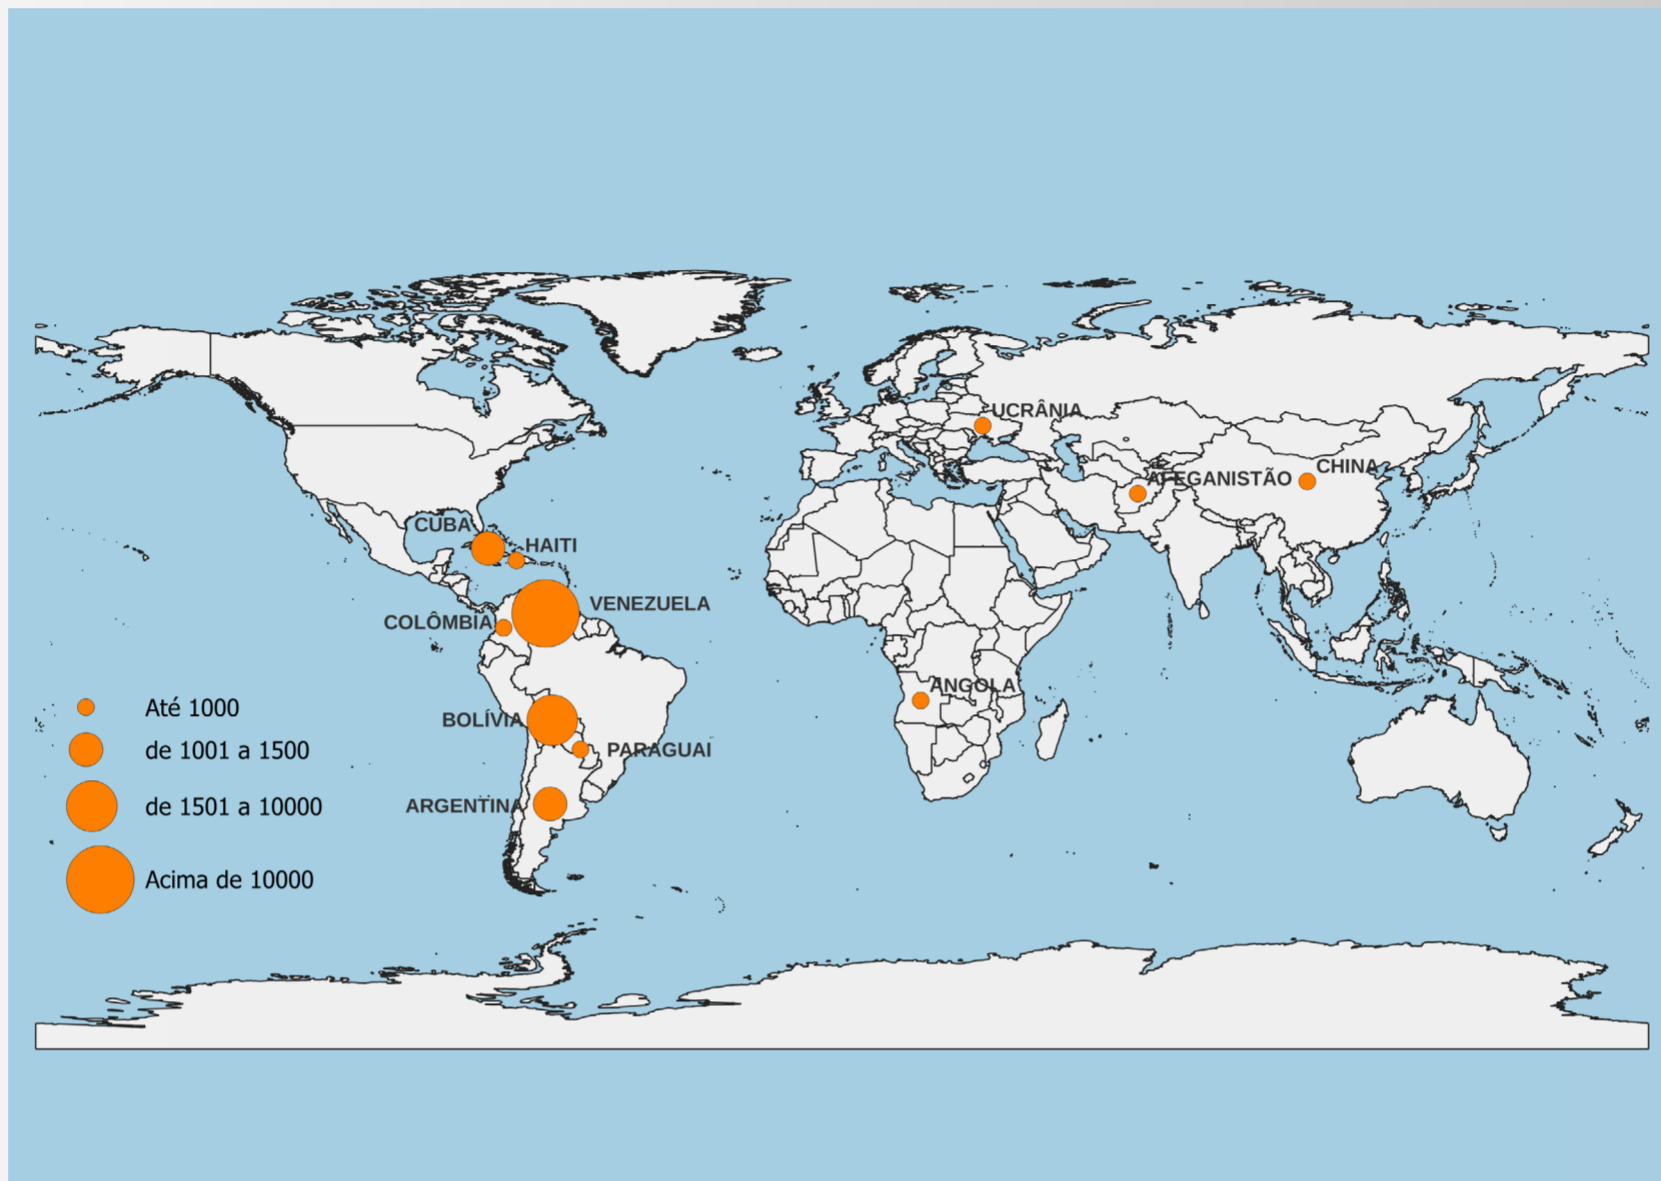 UCRÂNIA
CHINA
AFEGANISTÃO
CUBA
HAITI
VENEZUELA
COLÔMBIA
ANGOLA
BOLÍVIA
PARAGUAI
ARGENTINA
Até 1000
de 1001 a 1500
de 1501 a 10000
Acima de 10000